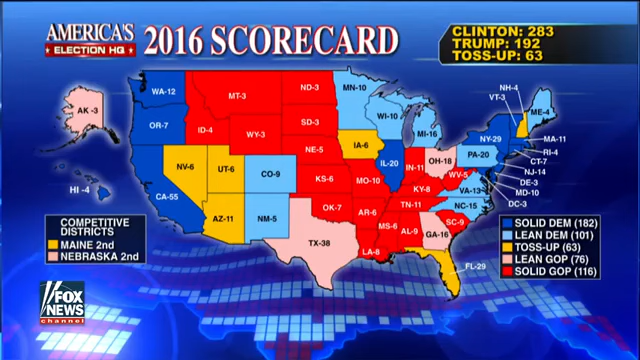 AMERICA'S
ELECTION HQ
2016 SCORECARD
CLINTON: 283
TRUMP: 192
TOSS-UP: 63
WA-12
MT-3
ND-3
MN-10
NH-4
VT-3
ME-4
AK -3
OR-7
ID-4
WY-3
SD-3
WI-10
MI-16
NY-29
MA-11
RI-4
CT-7
NJ-14
DE-3
MD-10
DC-3
NV-6
UT-6
CO-9
NE-5
IA-6
IL-20
IN-11
OH-18
PA-20
WV-5
VA-13
HI -4
CA-55
AZ-11
NM-5
KS-6
MO-10
KY-8
NC-15
OK-7
AR-6
TN-11
SC-9
TX-38
LA-8
MS-6
AL-9
GA-16
FL-29
COMPETITIVE
DISTRICTS
MAINE 2nd
NEBRASKA 2nd
SOLID DEM (182)
LEAN DEM (101)
TOSS-UP (63)
LEAN GOP (76)
SOLID GOP (116)
FOX
NEWS
channel